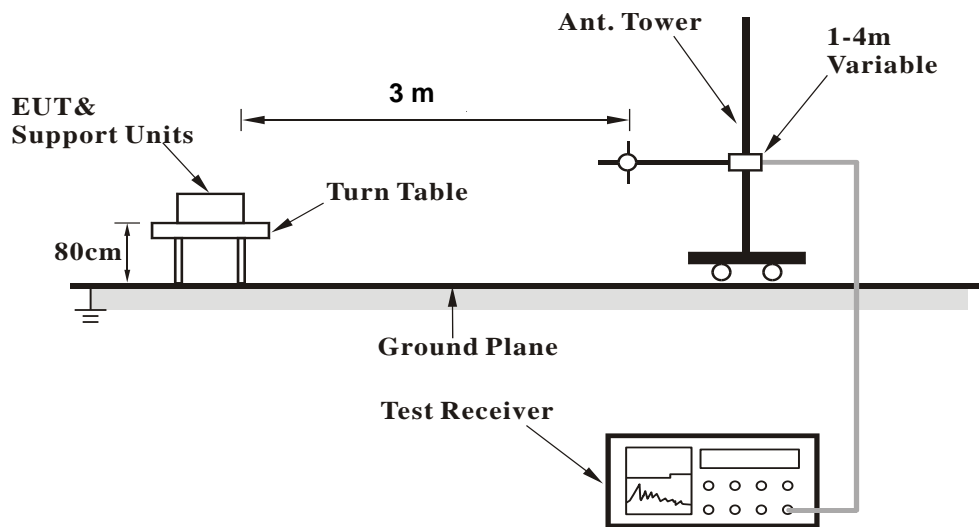 Ant. Tower
1-4m
Variable
3 m
EUT&
Support Units
Turn Table
80cm
Ground Plane
Test Receiver